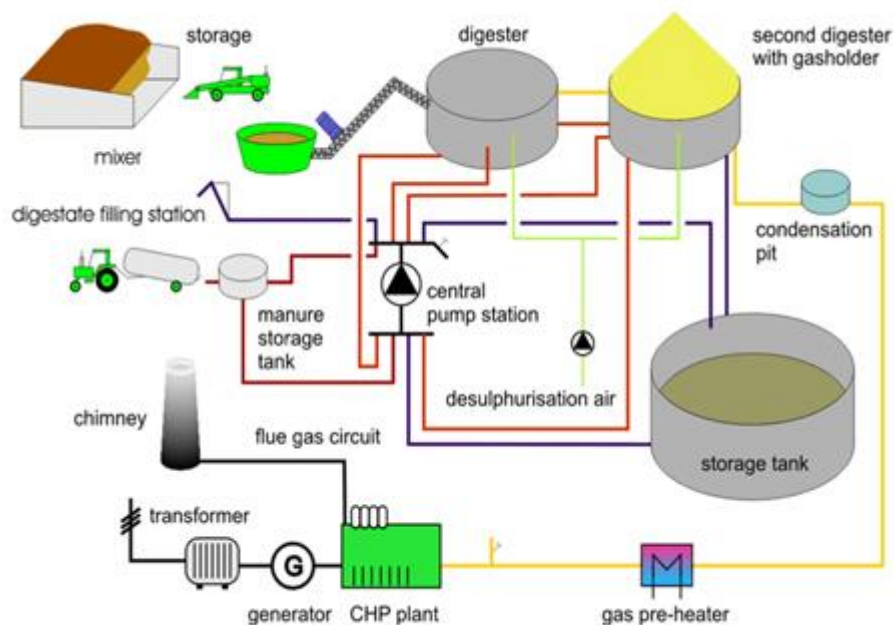 storage
digester
second digester
with gasholder
mixer
digestate filling station
condensation
pit
central
pump station
manure
storage
tank
desulphurisation air
chimney
flue gas circuit
storage tank
transformer
G
generator
CHP plant
gas pre-heater